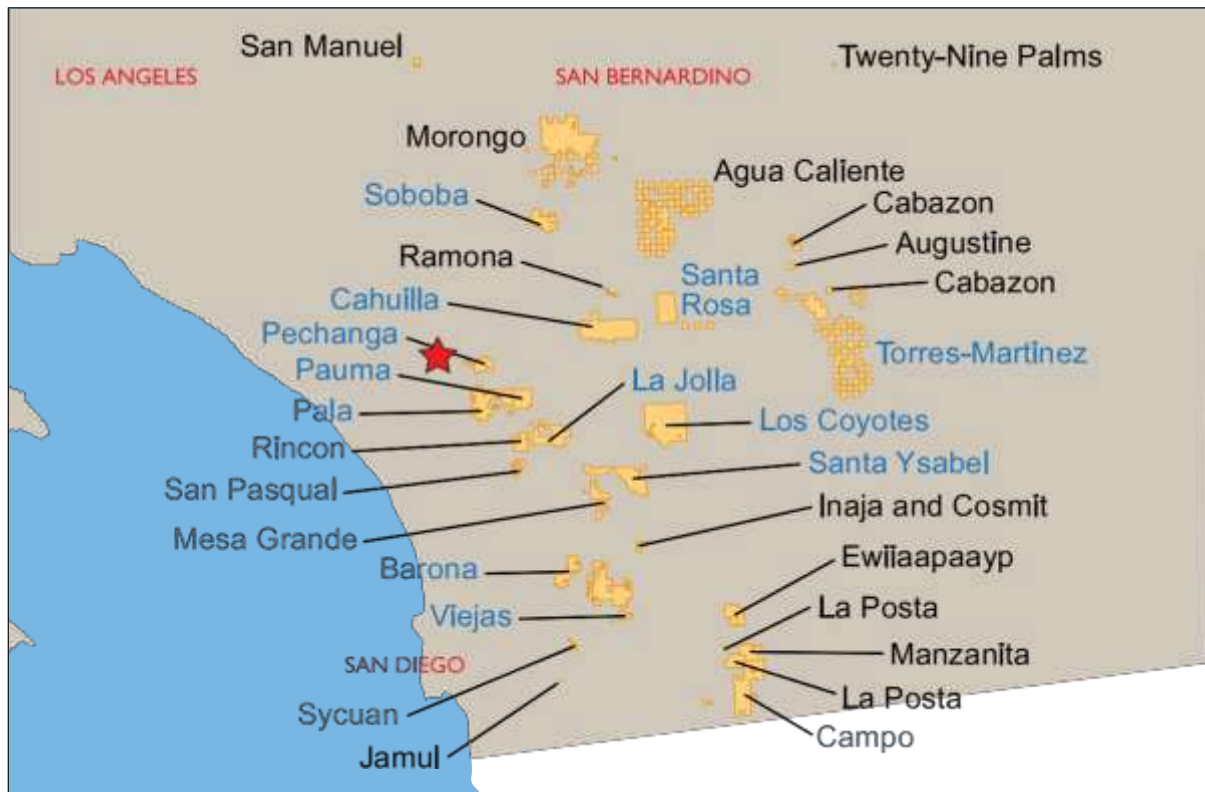 San Manuel
LOS ANGELES
SAN BERNARDINO
Twenty-Nine Palms
Morongo
Agua Caliente
Soboba
Cabazon
Augustine
Ramona
Santa
Rosa
Cabazon
Cahuilla
Pechanga
Torres-Martinez
Pauma
La Jolla
Pala
Los Coyotes
Rincon
Santa Ysabel
San Pasqual
Inaja and Cosmit
Mesa Grande
Ewiiaapaayp
Barona
La Posta
Viejas
Manzanita
SAN DIEGO
La Posta
Sycuan
Campo
Jamul